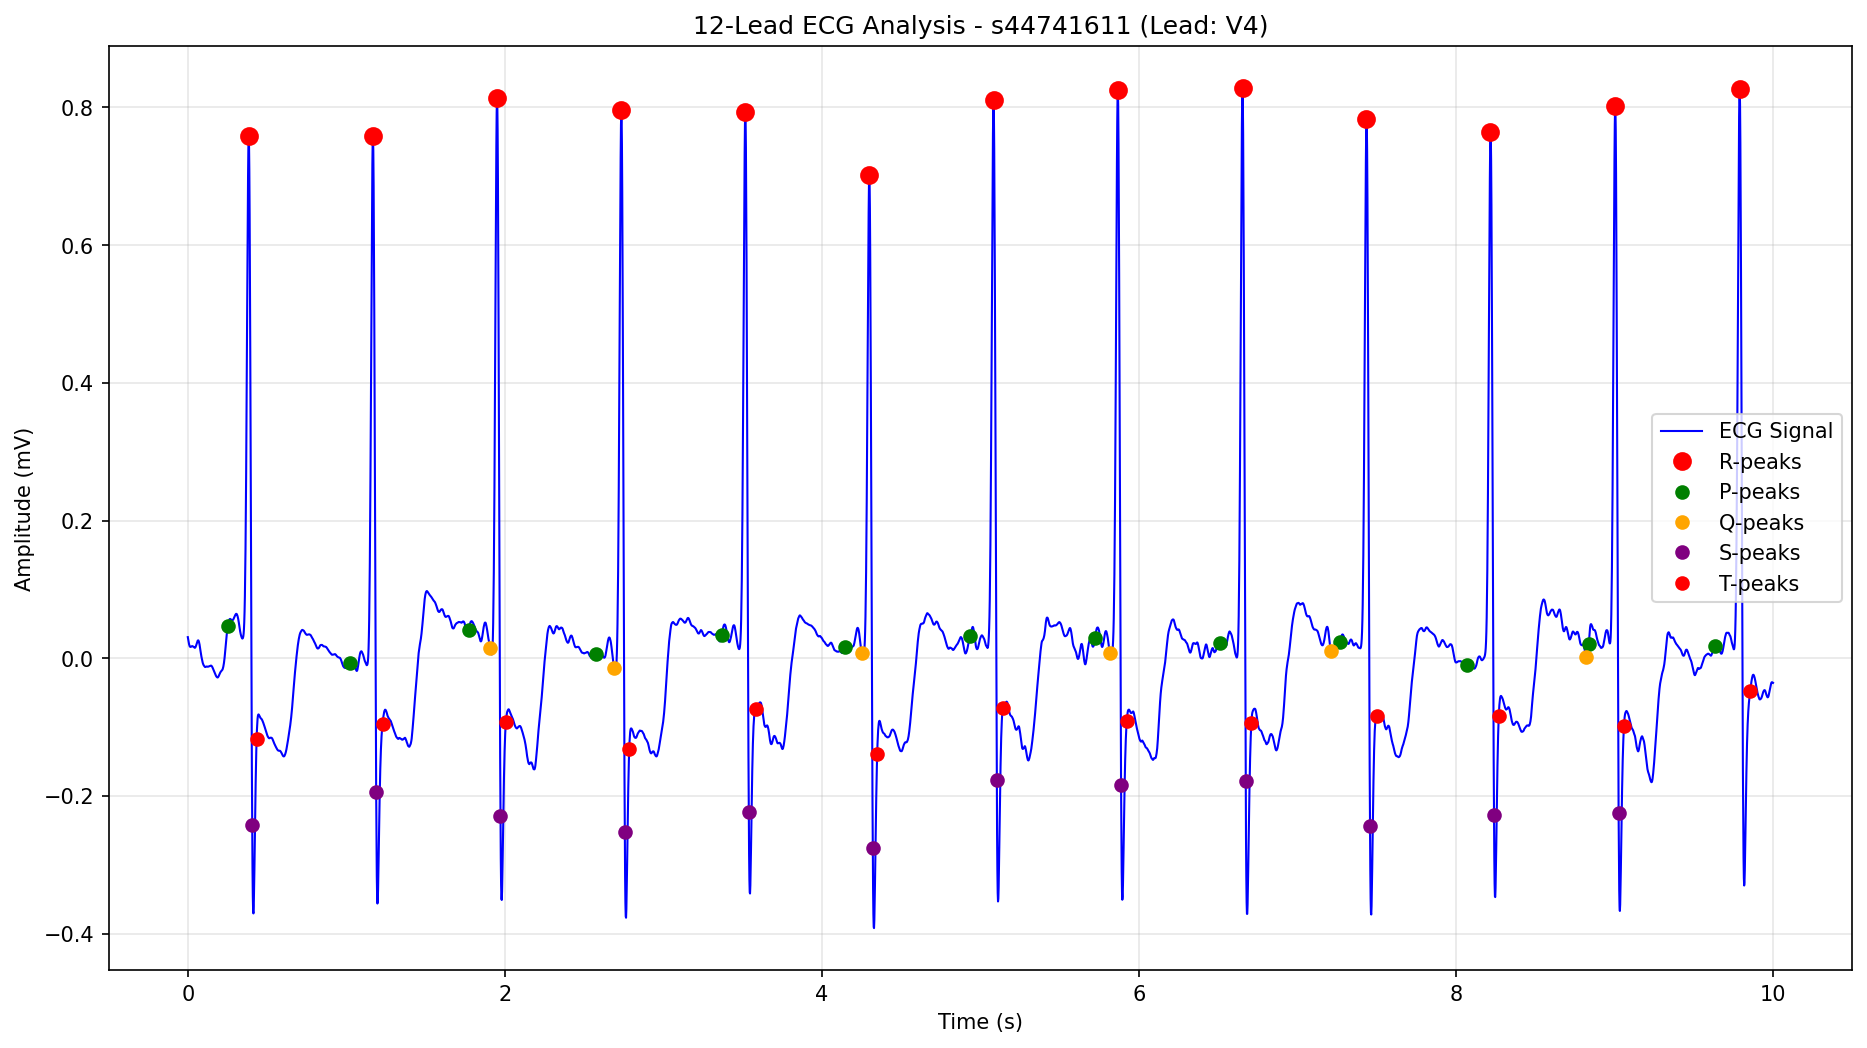 12-Lead ECG Analysis - s44741611 (Lead: V4)
Amplitude (mV)
0.8
0.6
0.4
0.2
0.0
−0.2
−0.4
ECG Signal
R-peaks
P-peaks
Q-peaks
S-peaks
T-peaks
0 2 4 6 8 10
Time (s)